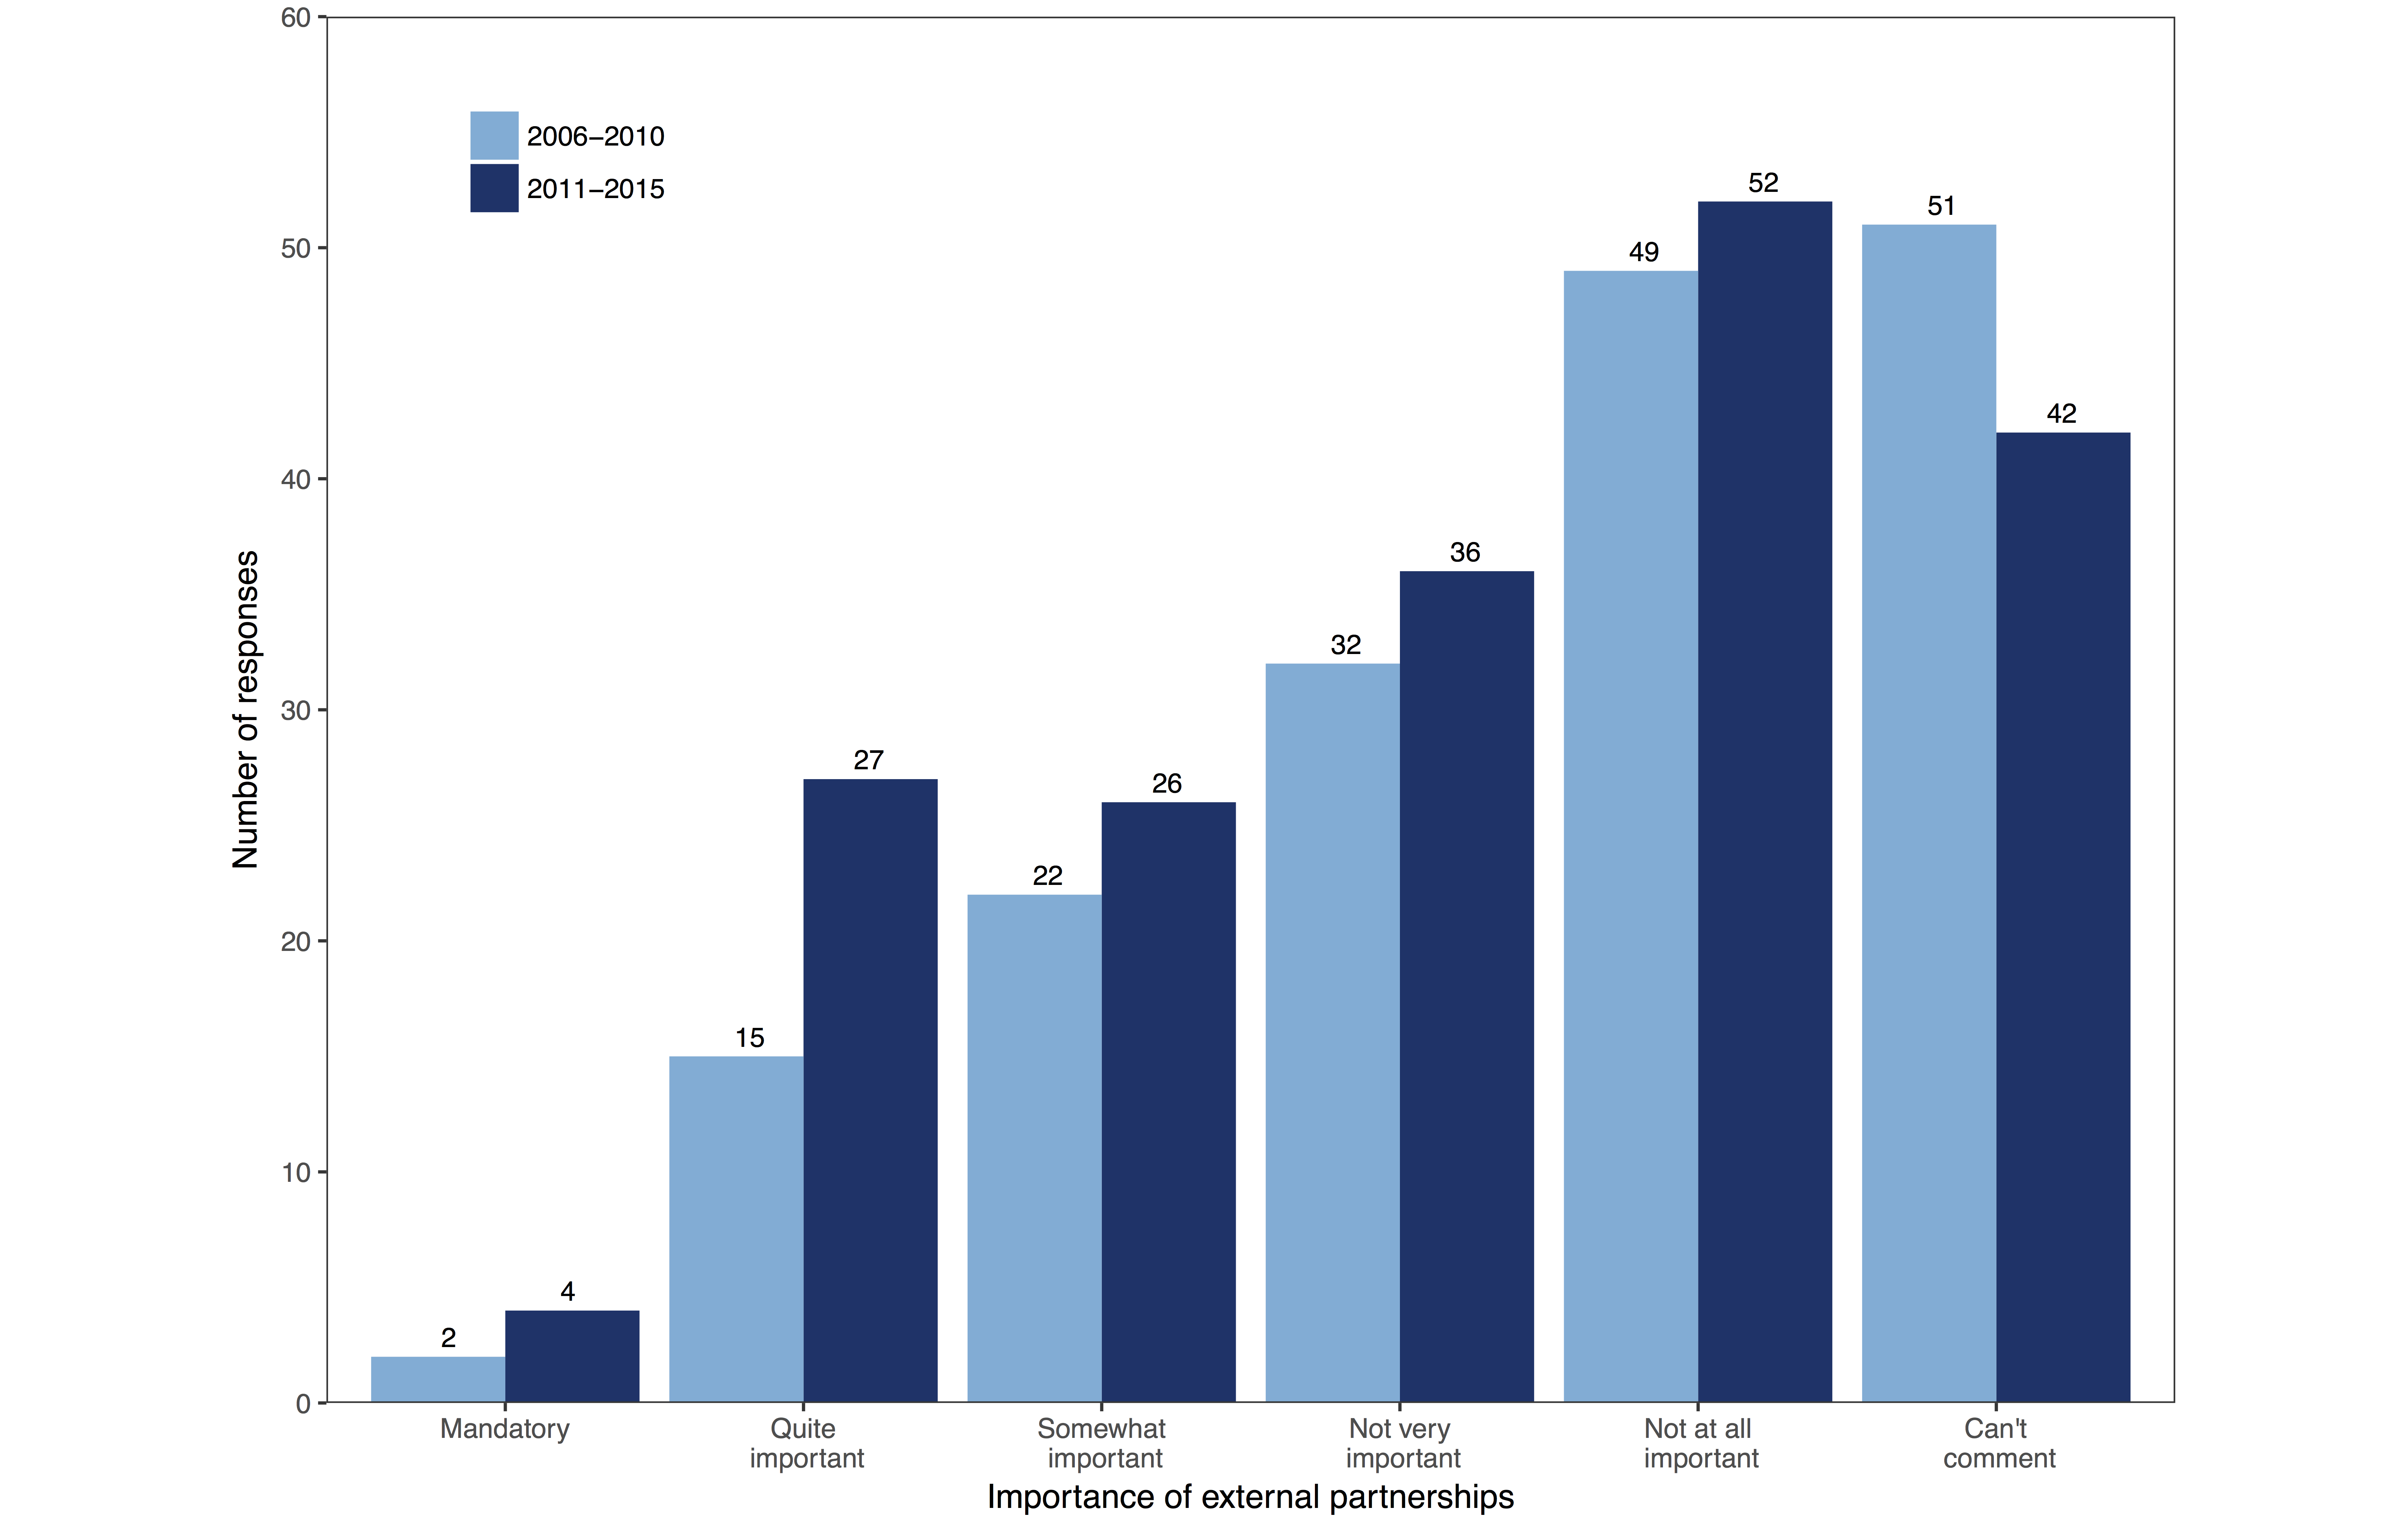 60
2006–2010
2011–2015
52
51
50
49
42
40
36
32
30
27
26
22
20
15
10
4
2
0
Number of responses
Mandatory
Quite
important
Somewhat
important
Not very
important
Not at all
important
Can't
comment
Importance of external partnerships